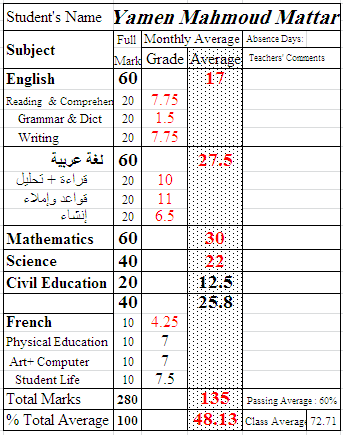 Student's Name Yamen Mahmoud Mattar
Subject Full Mark Monthly Average Absence Days:
Grade Average Teachers' Comments
English 60 17
Reading & Comprehen 20 7.75
Grammar & Dict 20 1.5
Writing 20 7.75
لغة عربية 60 27.5
قراءة + تحليل 20 10
قواعد وإملاء 20 11
إنشاء 20 6.5
Mathematics 60 30
Science 40 22
Civil Education 20 12.5
40 25.8
French 10 4.25
Physical Education 10 7
Art+ Computer 10 7
Student Life 10 7.5
Total Marks 280 135 Passing Average : 60%
% Total Average 100 48.13 Class Average 72.71